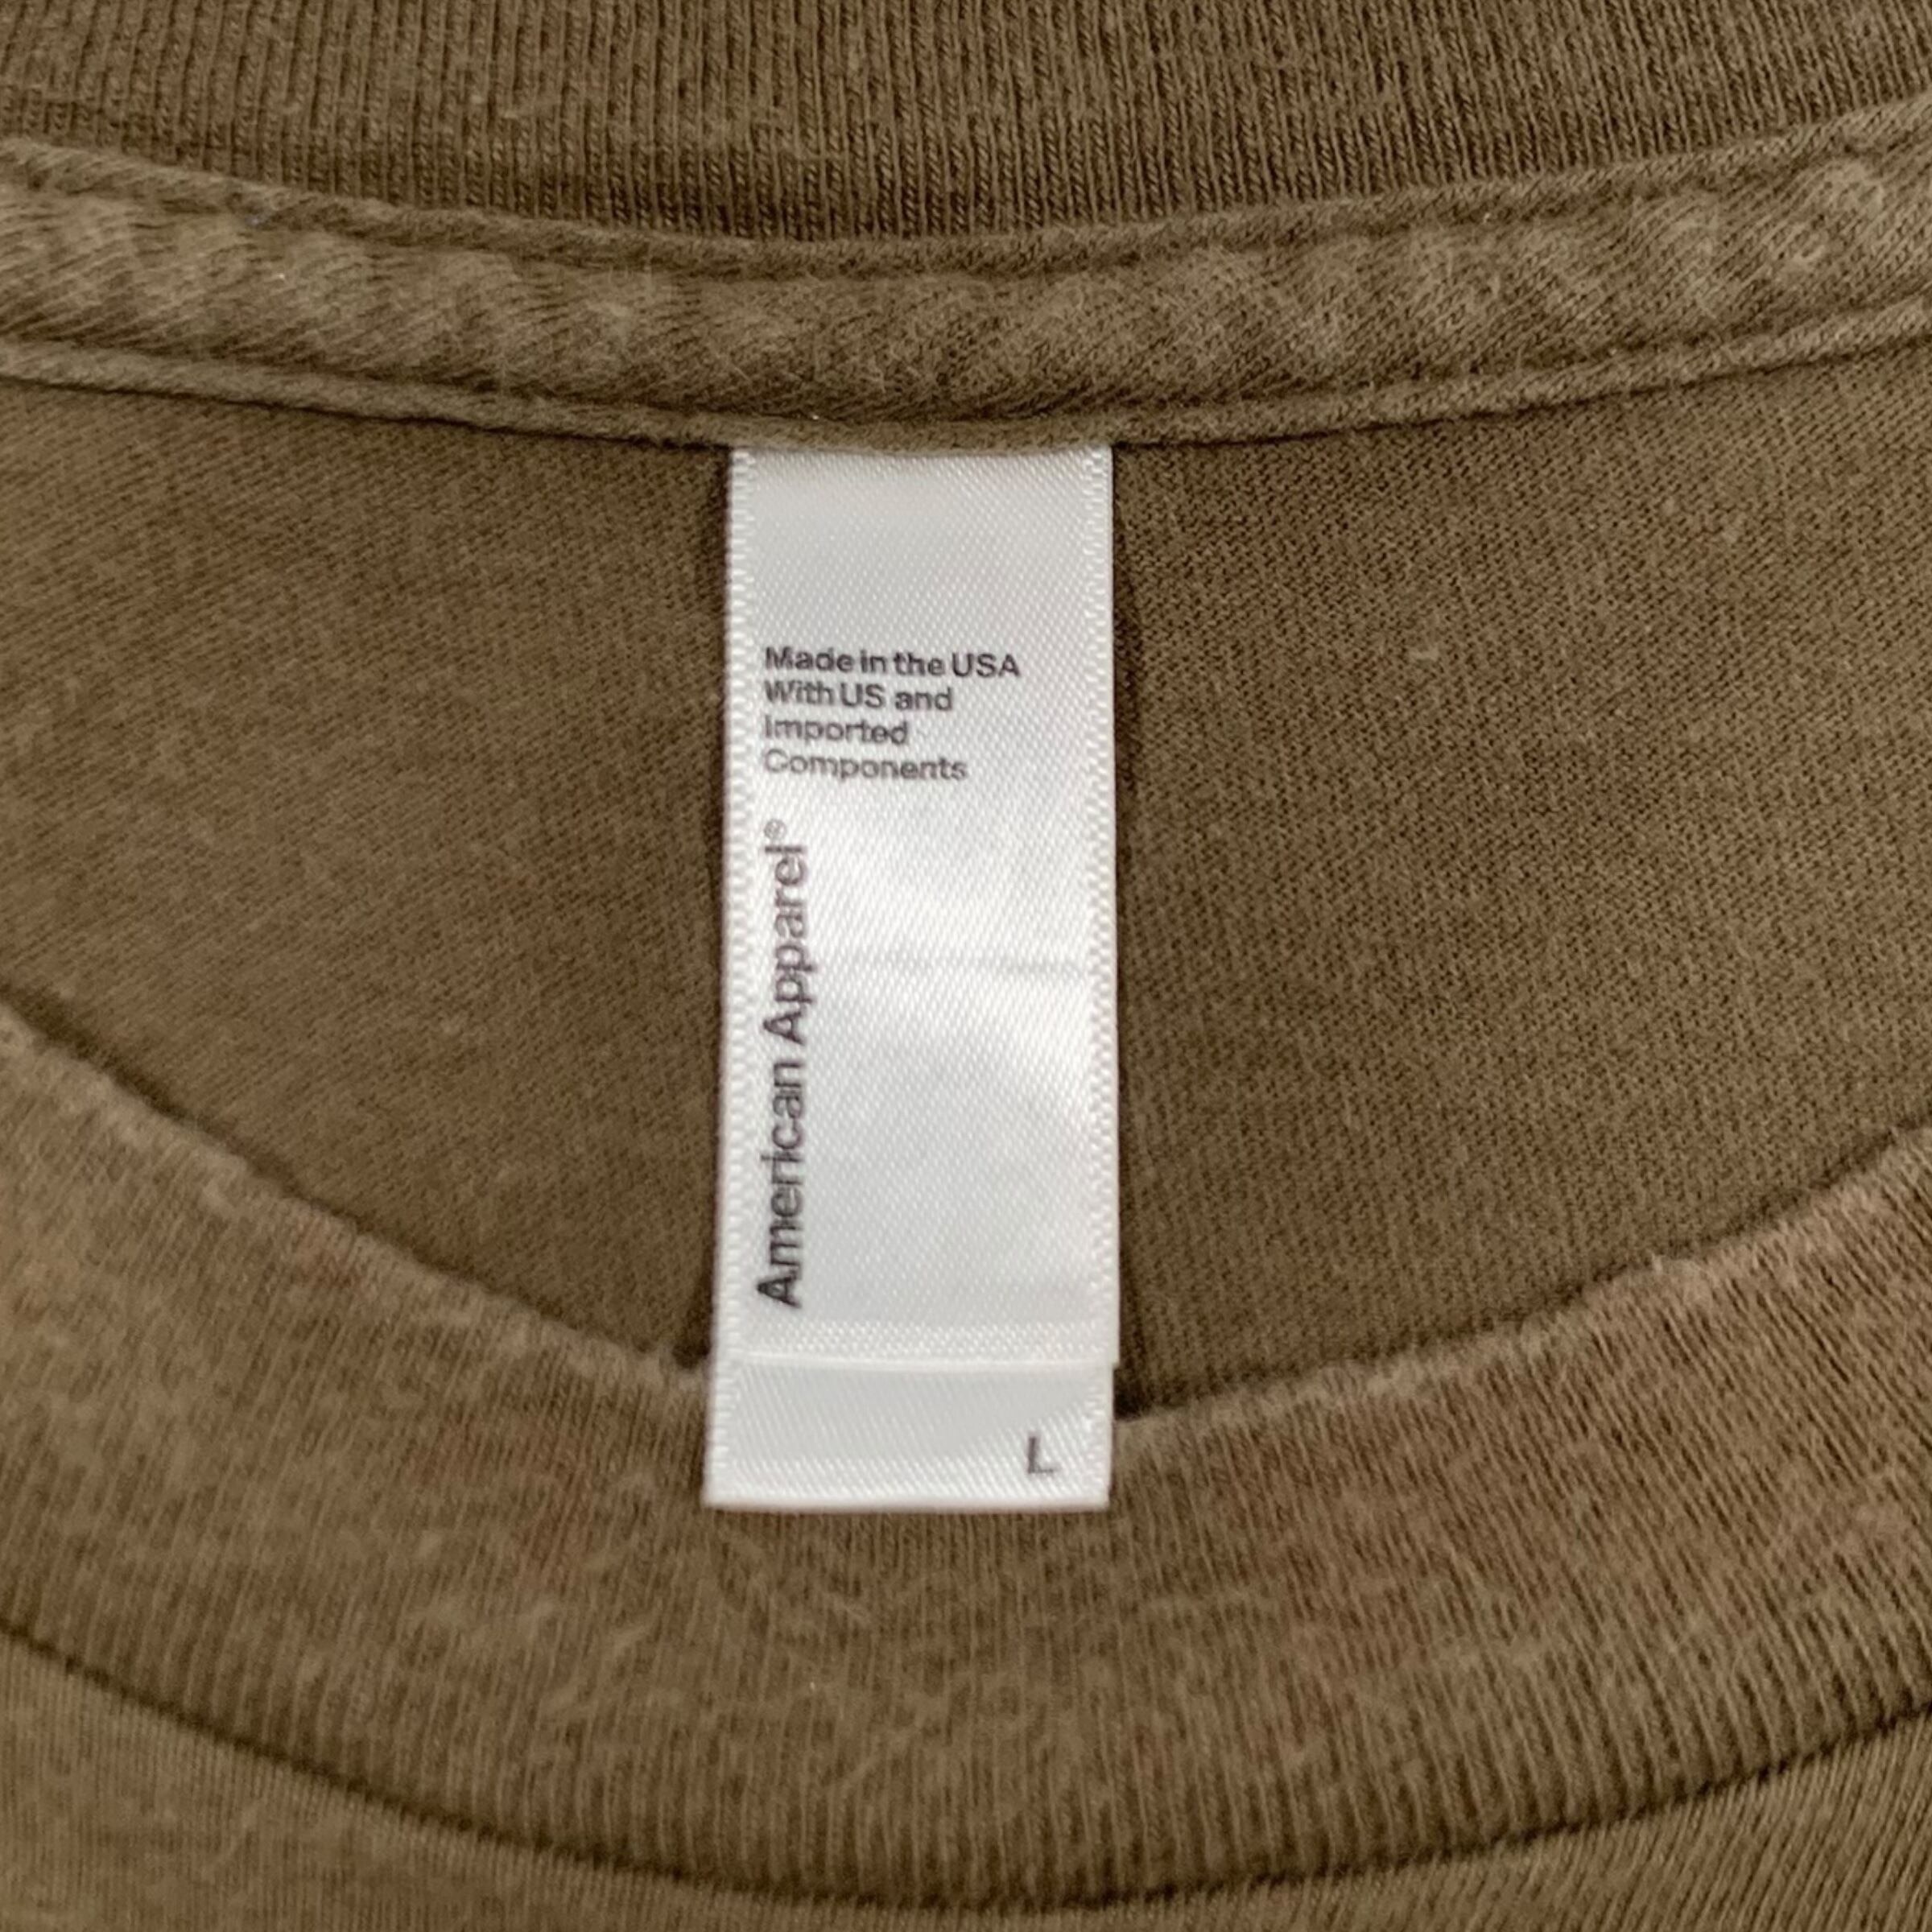 Made in the USA
With US and
Imported
Components
American Apparel®
L